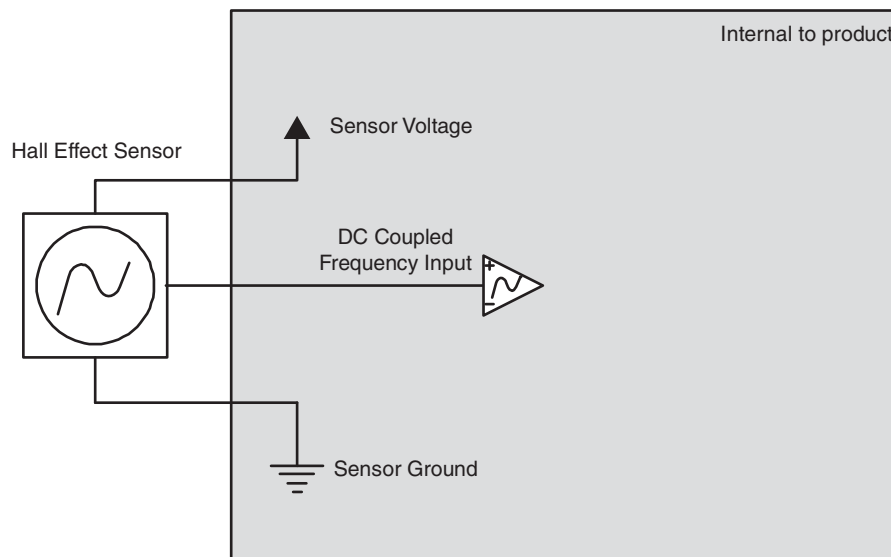 Internal to product
Sensor Voltage
Hall Effect Sensor
DC Coupled
Frequency Input
Sensor Ground